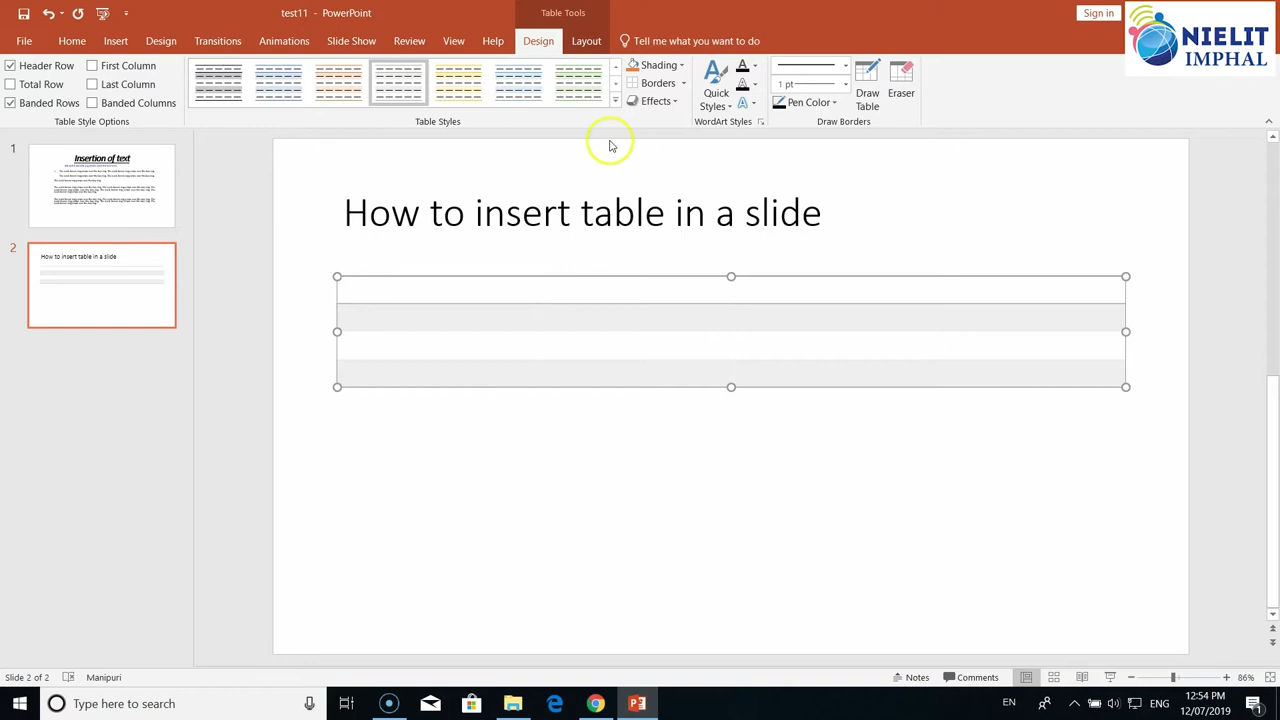 test11 - PowerPoint
Table Tools
Sign in
NIELIT
IMPHAL
File Home Insert Design Transitions Animations Slide Show Review View Help Design Layout Tell me what you want to do
Header Row First Column
Total Row Last Column
Banded Rows Banded Columns
Table Style Options
Table Styles
Shading
Borders
Effects
Quick
Styles
WordArt Styles
1 pt
Pen Color
Draw
Table
Eraser
Draw Borders
1
Insertion of text
2
How to insert table in a slide
How to insert table in a slide
Slide 2 of 2 Manipuri
Notes Comments 86%
Type here to search
EN
ENG
12:54 PM
12/07/2019
1